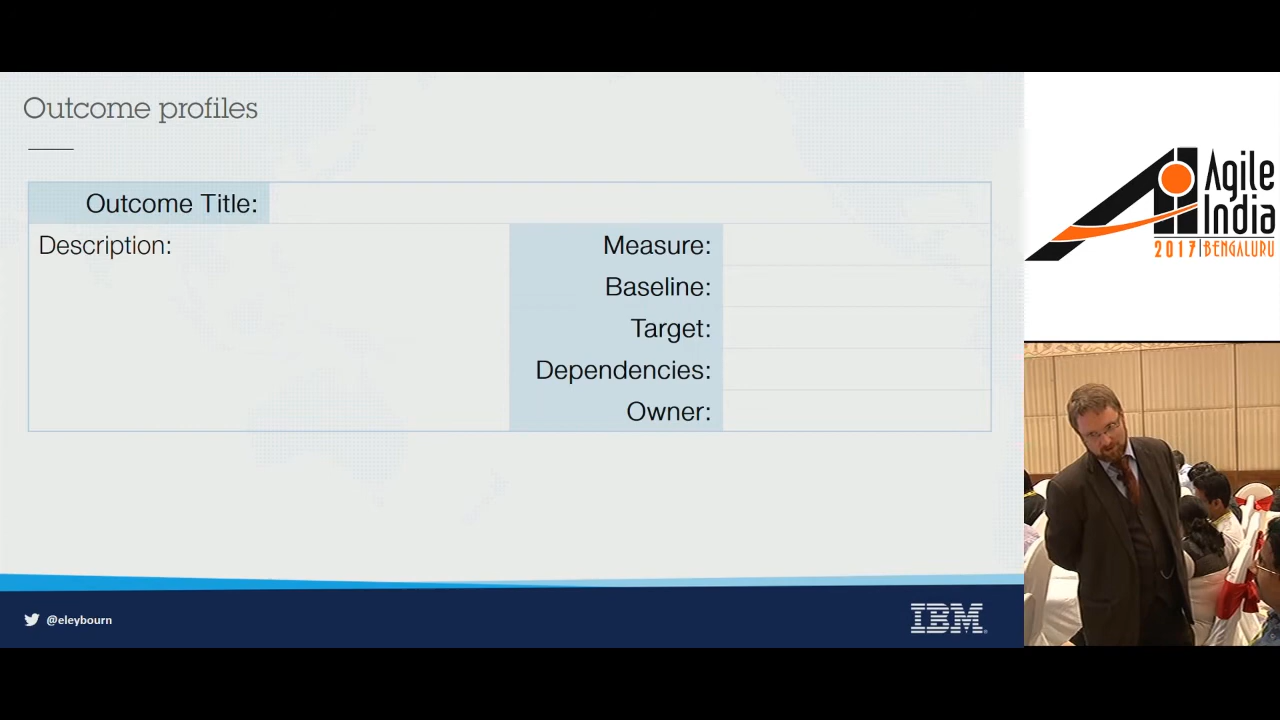 Outcome profiles
Outcome Title:
Description:
Measure:
Baseline:
Target:
Dependencies:
Owner:
@eleybourn
IBM
Agile
India
2017 | BENGALURU